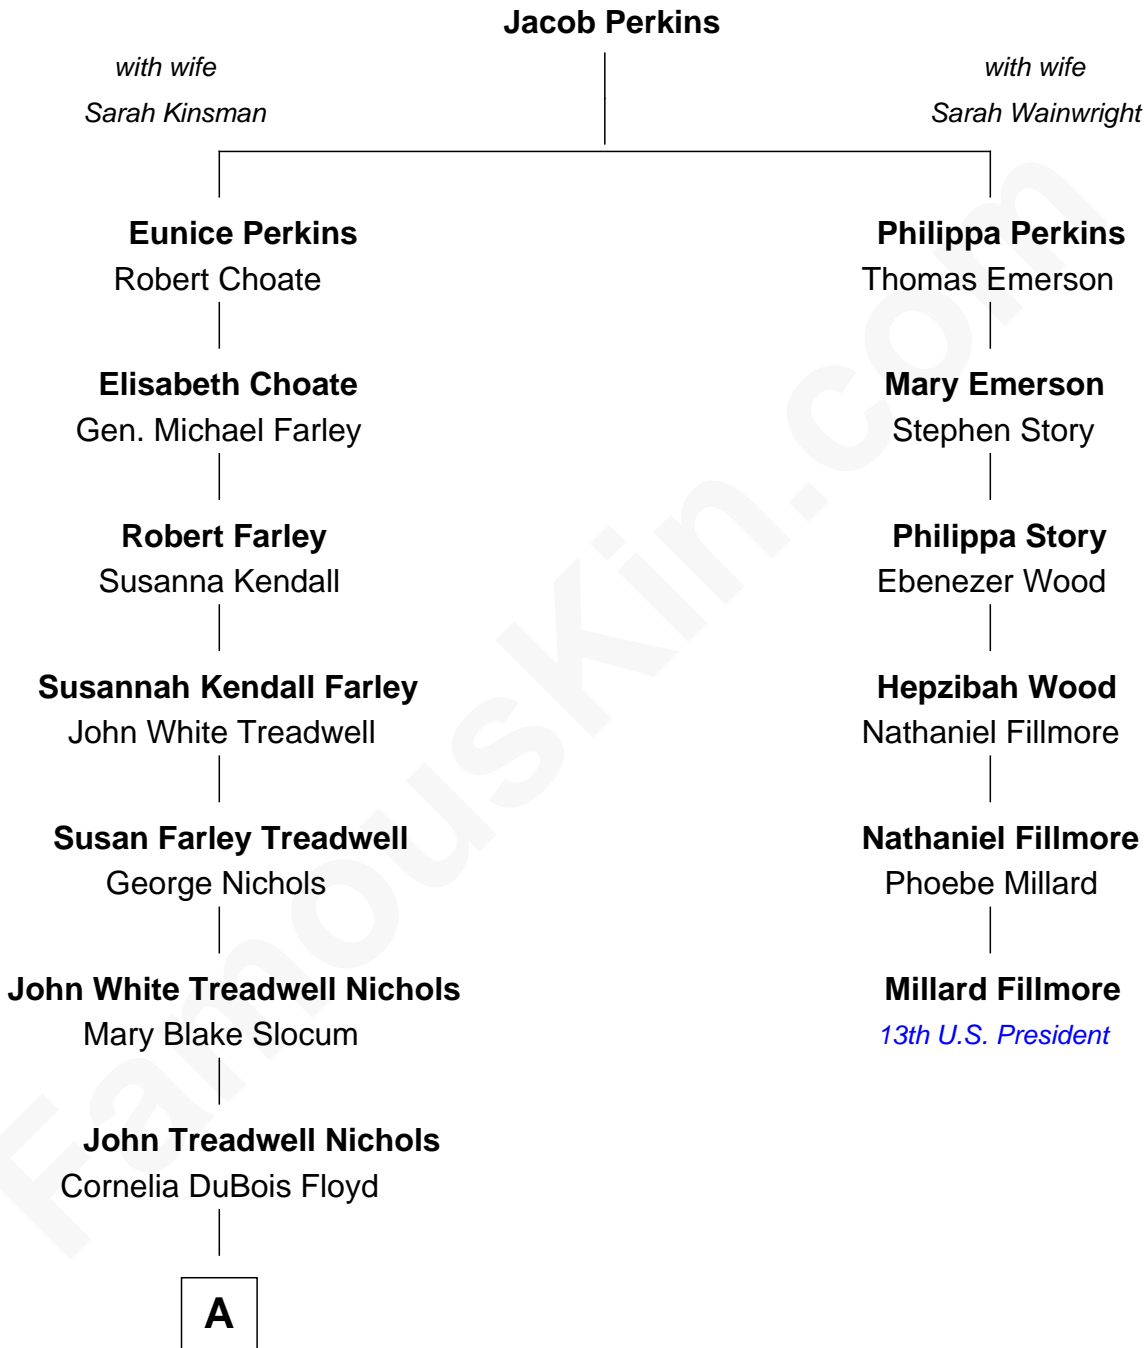 Jacob Perkins
with wife
Sarah Kinsman
with wife
Sarah Wainwright
Eunice Perkins
Robert Choate
Philippa Perkins
Thomas Emerson
Elisabeth Choate
Gen. Michael Farley
Mary Emerson
Stephen Story
Robert Farley
Susanna Kendall
Philippa Story
Ebenezer Wood
Susannah Kendall Farley
John White Treadwell
Hepzibah Wood
Nathaniel Fillmore
Susan Farley Treadwell
George Nichols
Nathaniel Fillmore
Phoebe Millard
John White Treadwell Nichols
Mary Blake Slocum
Millard Fillmore
13th U.S. President
John Treadwell Nichols
Cornelia DuBois Floyd
A
FamousKin.com